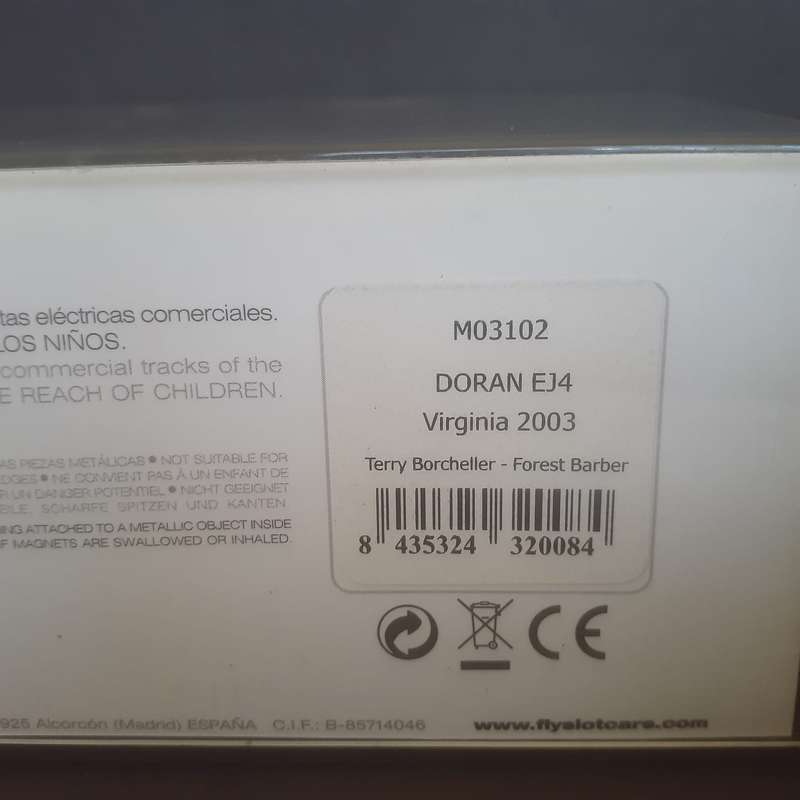 tas eléctricas comerciales.
LOS NIÑOS.
commercial tracks of the
E REACH OF CHILDREN.
AS PIEZAS METÁLICAS • NOT SUITABLE FOR
DGES • NE CONVIENT PAS À UN ENFANT DE
R UN DANGER POTENTIEL • NICHT GEEIGNET
BILE, SCHARFE SPITZEN UND KANTEN.
ING ATTACHED TO A METALLIC OBJECT INSIDE
F MAGNETS ARE SWALLOWED OR INHALED.
M03102
DORAN EJ4
Virginia 2003
Terry Borcheller - Forest Barber
8 435324 320084
CE
925 Alcorcón (Madrid) ESPAÑA C.I.F.: B-85714046
www.flyslotcars.com